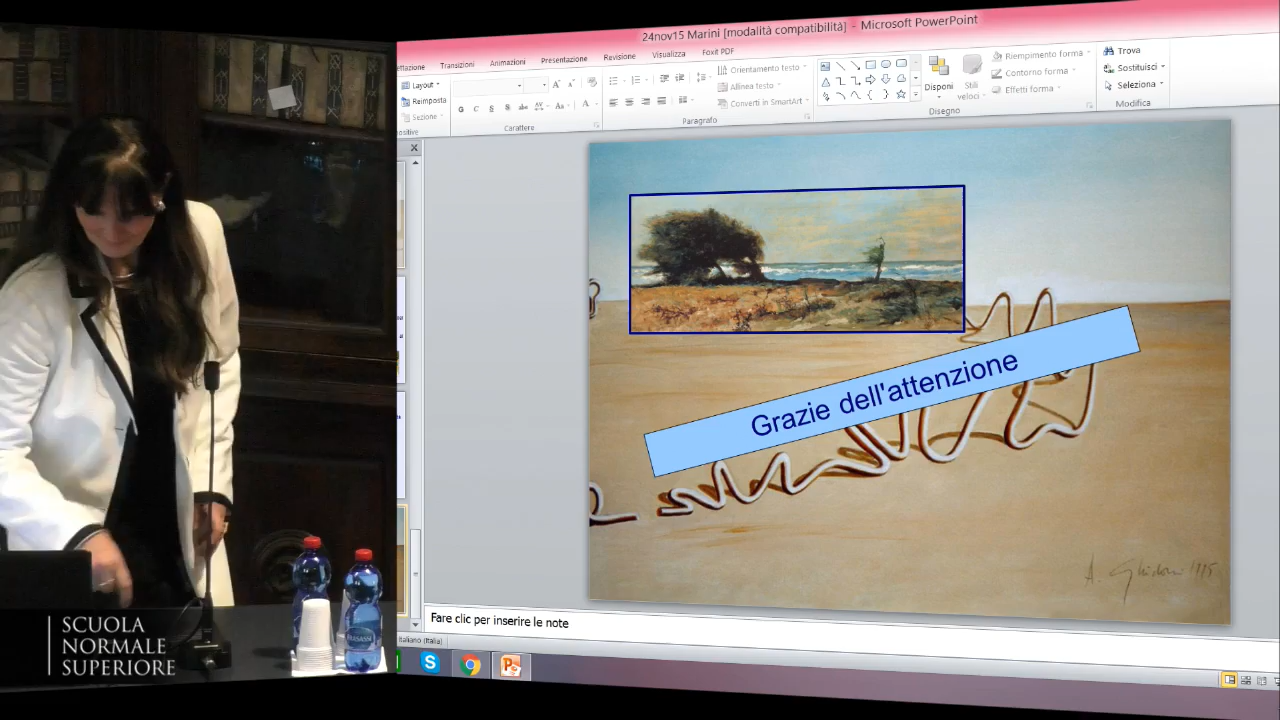 24nov15 Marini [modalità compatibilità] - Microsoft PowerPoint
Transizioni Animazioni Presentazione Revisione Visualizza Foxit PDF
Layout
Reimposta
Sezione
Carattere
Orientamento testo
Allinea testo
Converti in SmartArt
Paragrafo
Disponi
Stili
veloci
Riempimento forma
Contorno forma
Effetti forma
Disegno
Trova
Sostituisci
Seleziona
Modifica
Grazie dell'attenzione
Fare clic per inserire le note
Italiano (Italia)
SCUOLA
NORMALE
SUPERIORE